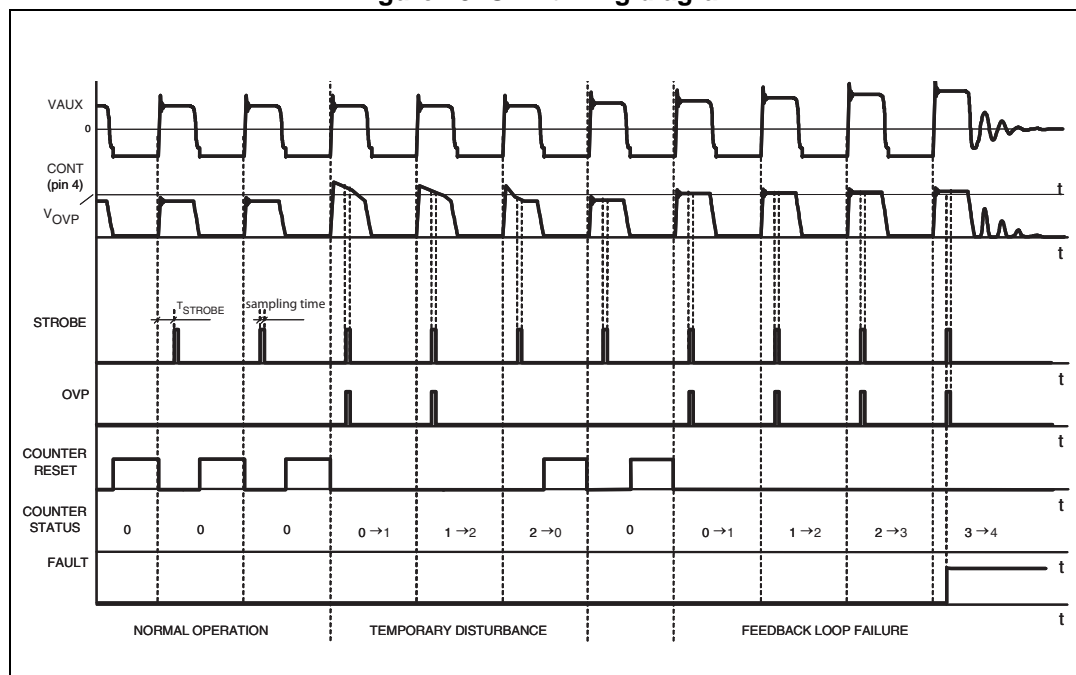 VAUX
0
CONT
(pin 4)
t
VOVP
t
TSTROBE
sampling time
STROBE
t
OVP
t
COUNTER
RESET
t
COUNTER
STATUS
0
0
0
0 →1
1 →2
2 →0
0
0 →1
1 →2
2 →3
3 →4
FAULT
t
t
NORMAL OPERATION
TEMPORARY DISTURBANCE
FEEDBACK LOOP FAILURE